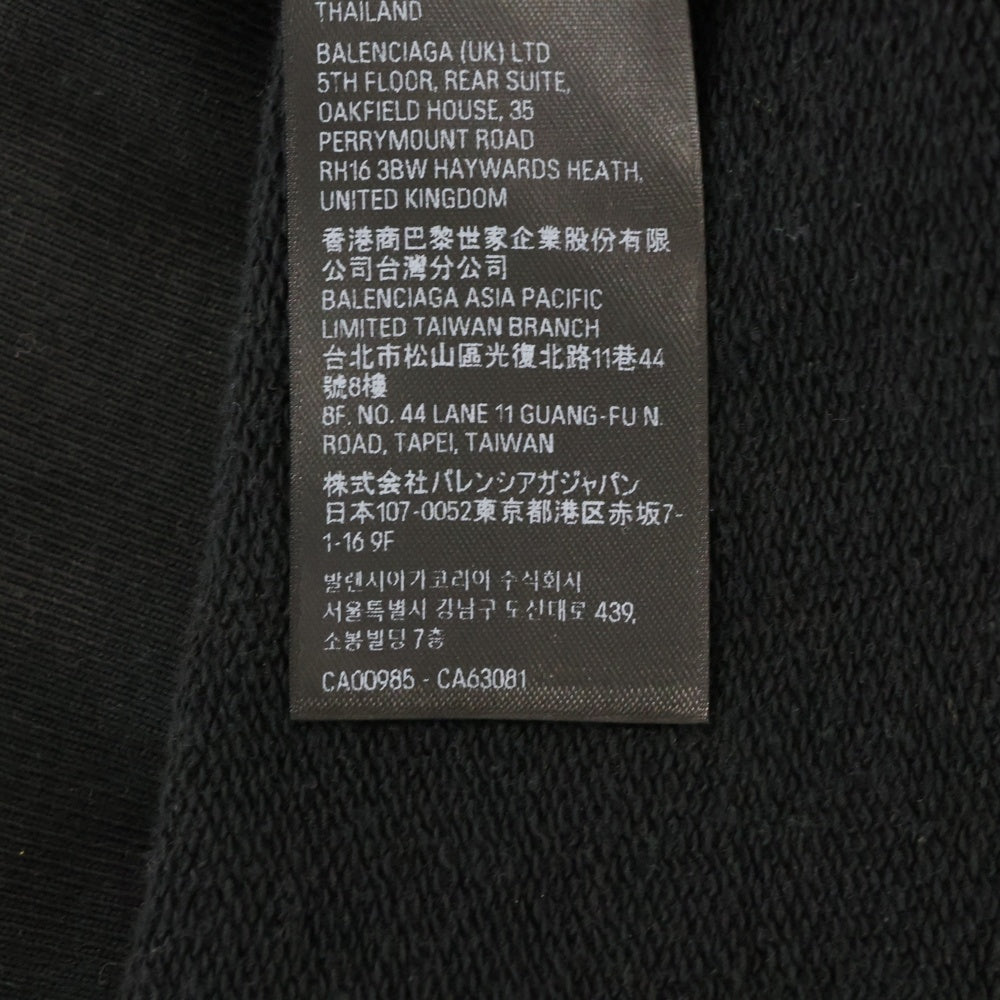 THAILAND
BALENCIAGA (UK) LTD
5TH FLOOR, REAR SUITE,
OAKFIELD HOUSE, 35
PERRYMOUNT ROAD
RH16 3BW HAYWARDS HEATH,
UNITED KINGDOM
香港商巴黎世家企業股份有限
公司台灣分公司
BALENCIAGA ASIA PACIFIC
LIMITED TAIWAN BRANCH
台北市松山區光復北路11巷44
號8樓
8F. NO. 44 LANE 11 GUANG-FU N.
ROAD, TAPEI, TAIWAN
株式会社バレンシアガジャパン
日本107-0052東京都港区赤坂7-
1-16 9F
발렌시아가코리아 주식회사
서울특별시 강남구 도산대로 439,
소봉빌딩 7층
CA00985 - CA63081